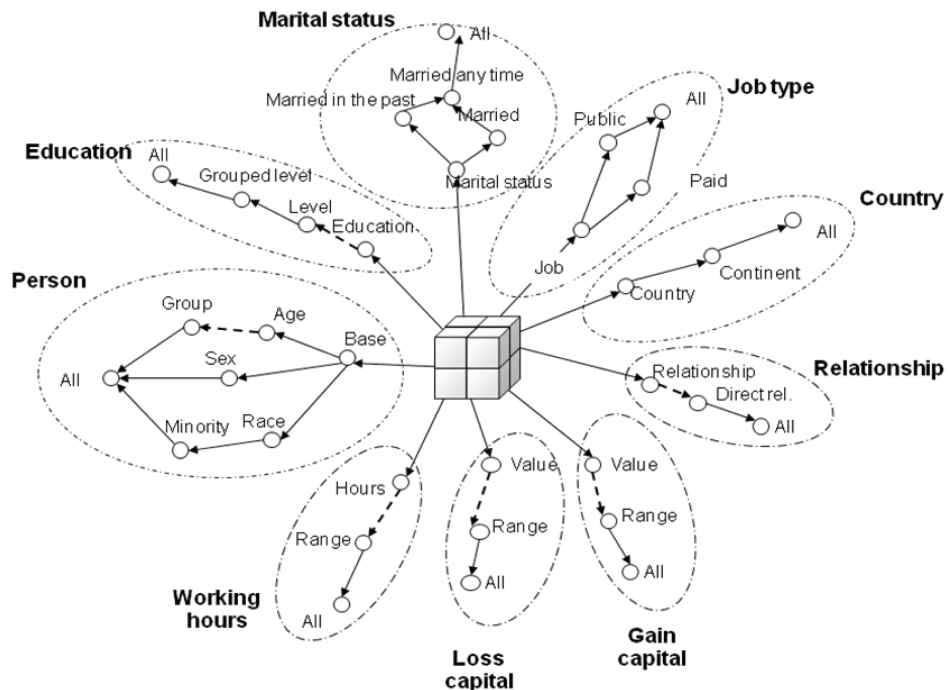 Marital status
All
Married any time
Married in the past
Married
Marital status
Job type
All
Public
Paid
Job
Education
All
Grouped level
Level
Education
Country
All
Continent
Country
Person
Group
Age
Base
Sex
All
Minority
Race
Relationship
Relationship
Direct rel.
All
Hours
Range
All
Working
hours
Value
Range
All
Loss
capital
Value
Range
All
Gain
capital